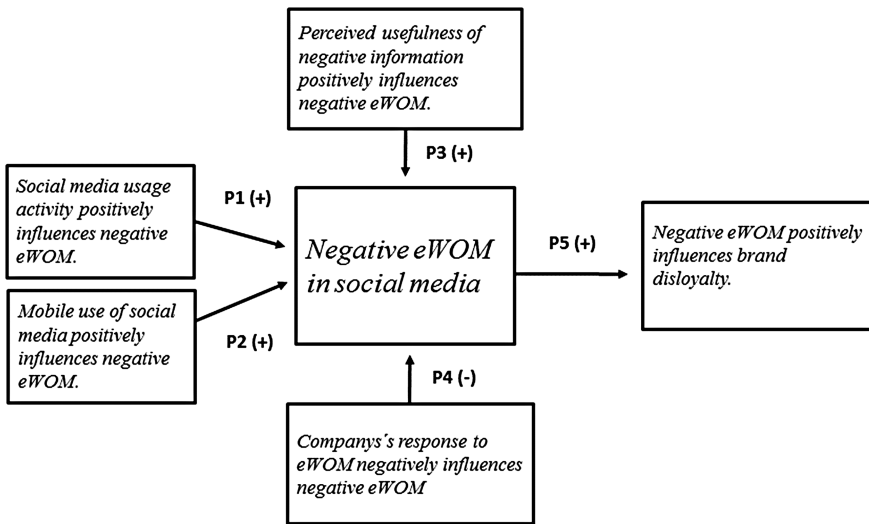 Perceived usefulness of
negative information
positively influences
negative eWOM.
P3 (+)
Social media usage
activity positively
influences negative
eWOM.
P1 (+)
Negative eWOM
in social media
P5 (+)
Negative eWOM positively
influences brand
disloyalty.
Mobile use of social
media positively
influences negative
eWOM.
P2 (+)
P4 (-)
Companys´s response to
eWOM negatively influences
negative eWOM